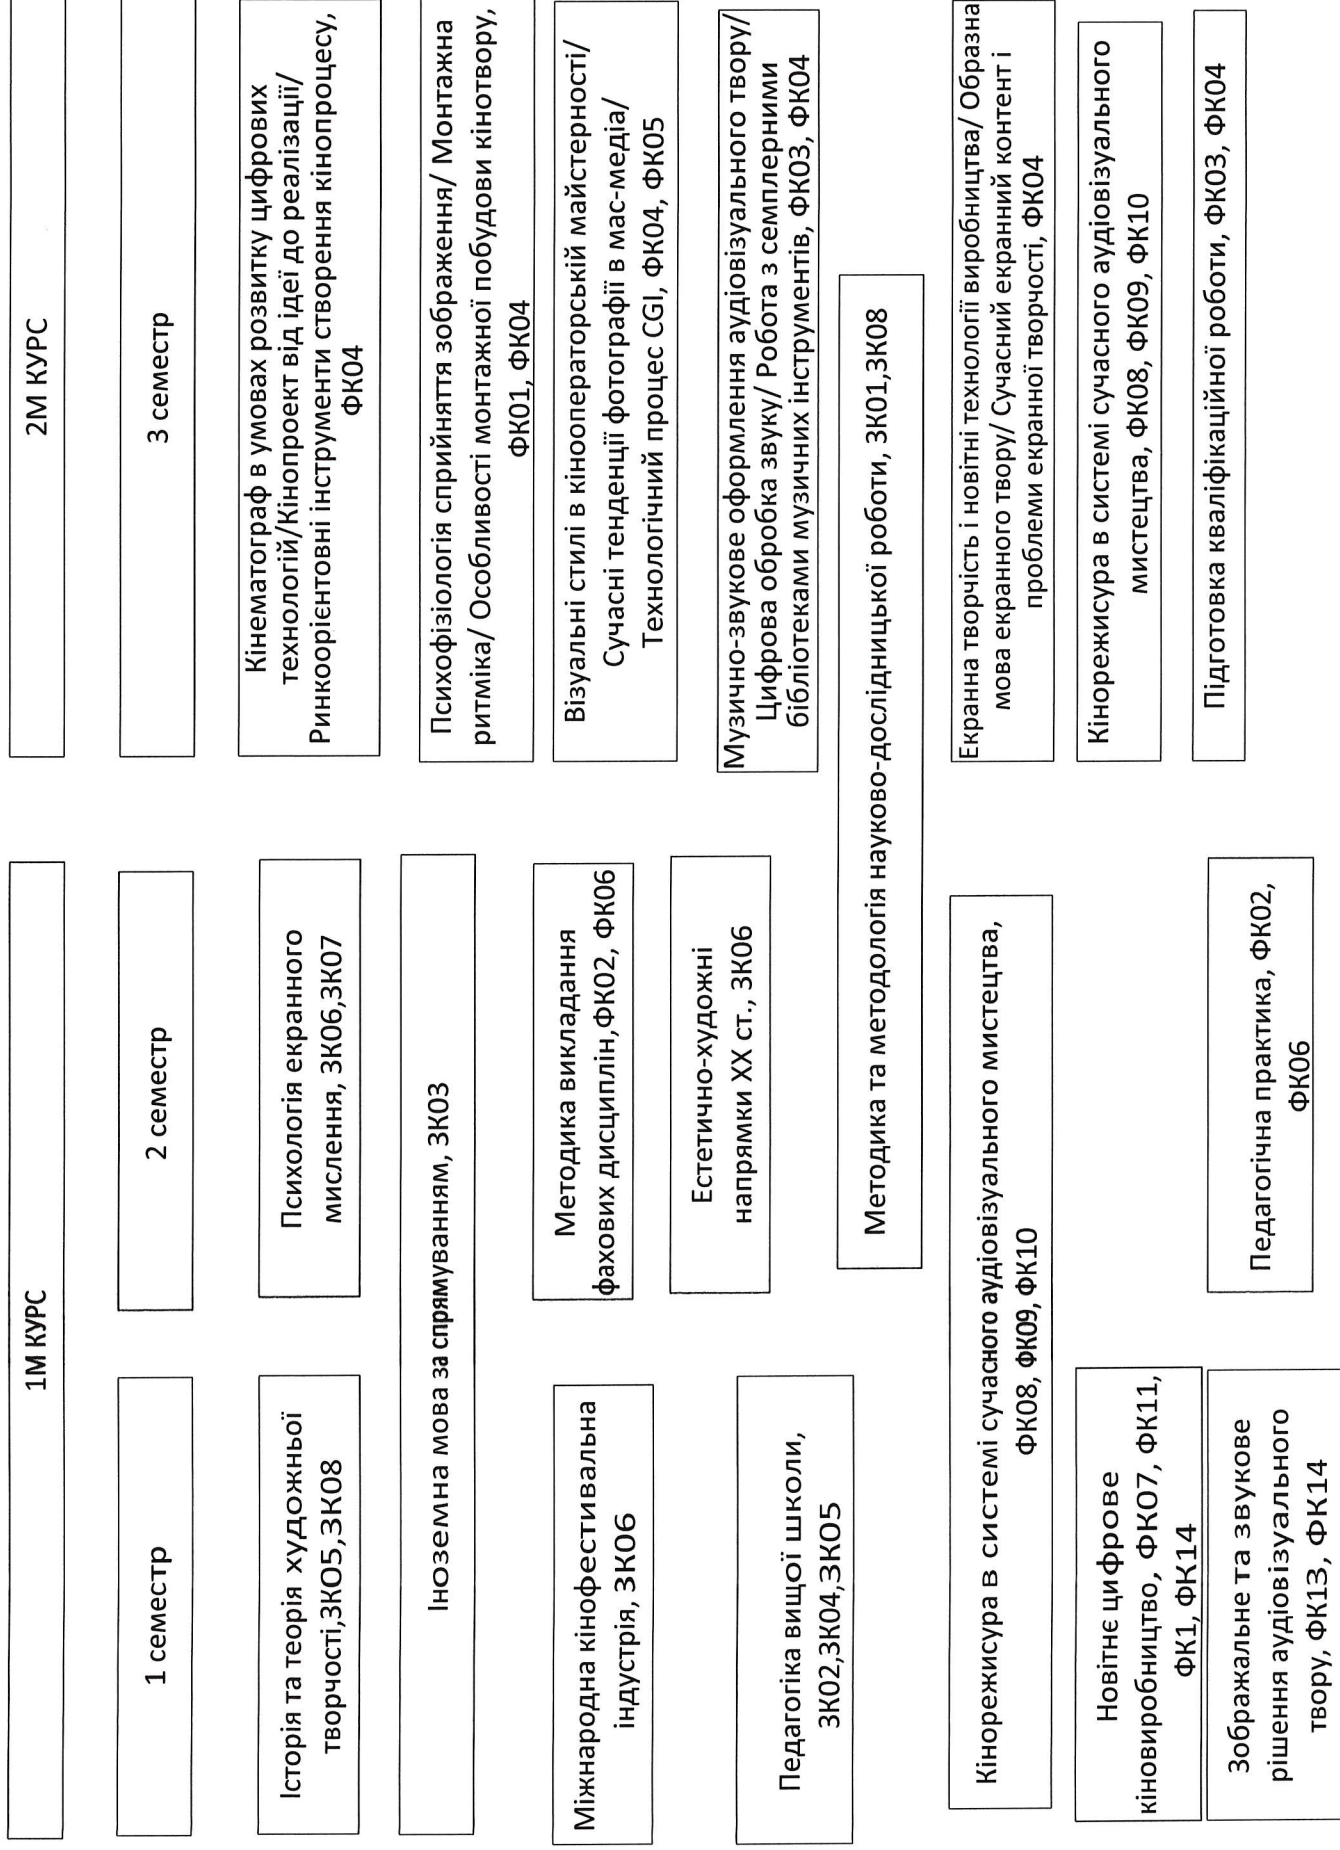 1М КУРС
2М КУРС
1 семестр
2 семестр
3 семестр
Історія та теорія художньої
творчості,ЗК05,ЗК08
Психологія екранного
мислення, ЗК06,ЗК07
Кінематограф в умовах розвитку цифрових
технологій/Кінопроект від ідеї до реалізації/
Ринкоорієнтовні інструменти створення кінопроцесу,
ФК04
Іноземна мова за спрямуванням, ЗК03
Психофізіологія сприйняття зображення/ Монтажна
ритміка/ Особливості монтажної побудови кінотвору,
ФК01, ФК04
Міжнародна кінофестивальна
індустрія, ЗК06
Методика викладання
фахових дисциплін,ФК02, ФК06
Візуальні стилі в кінооператорській майстерності/
Сучасні тенденції фотографії в мас-медіа/
Технологічний процес CGI, ФК04, ФК05
Естетично-художні
напрямки ХХ ст., ЗК06
Музично-звукове оформлення аудіовізуального твору/
Цифрова обробка звуку/ Робота з семплерними
бібліотеками музичних інструментів, ФК03, ФК04
Педагогіка вищої школи,
ЗК02,ЗК04,ЗК05
Методика та методологія науково-дослідницької роботи, ЗК01,ЗК08
Кінорежисура в системі сучасного аудіовізуального мистецтва,
ФК08, ФК09, ФК10
Екранна творчість і новітні технології виробництва/ Образна
мова екранного твору/ Сучасний екранний контент і
проблеми екранної творчості, ФК04
Новітнє цифрове
кіновиробництво, ФК07, ФК11,
ФК1, ФК14
Кінорежисура в системі сучасного аудіовізуального
мистецтва, ФК08, ФК09, ФК10
Зображальне та звукове
рішення аудіовізуального
твору, ФК13, ФК14
Педагогічна практика, ФК02,
ФК06
Підготовка кваліфікаційної роботи, ФК03, ФК04